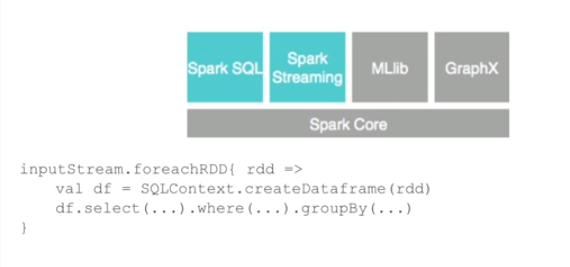 Spark SQL
Spark
Streaming
MLlib
GraphX
Spark Core
inputStream.foreachRDD{ rdd =>
    val df = SQLContext.createDataframe(rdd)
    df.select(...).where(...).groupBy(...)
}